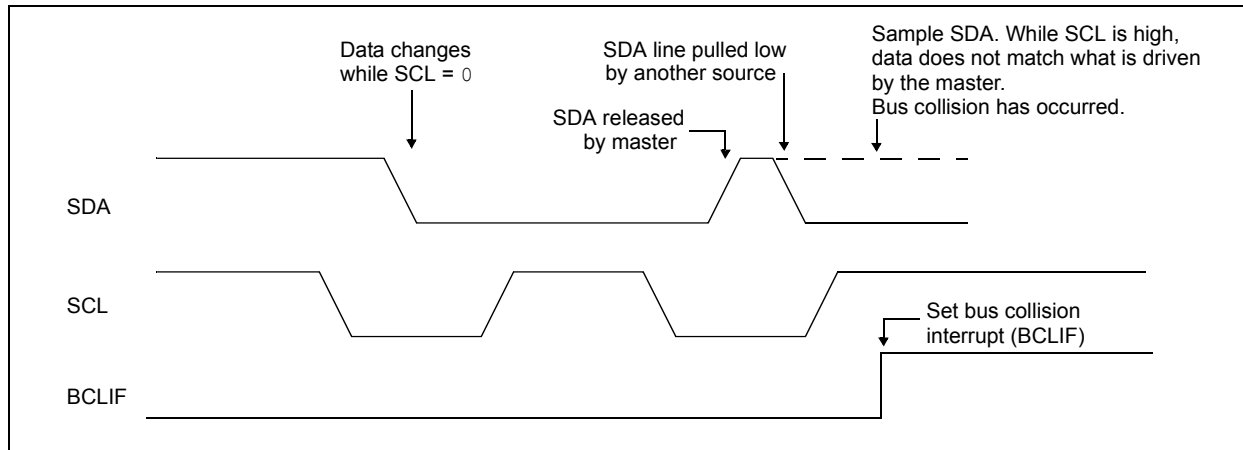 Data changes
while SCL = 0
SDA line pulled low
by another source
Sample SDA. While SCL is high,
data does not match what is driven
by the master.
Bus collision has occurred.
SDA released
by master
SDA
SCL
Set bus collision
interrupt (BCLIF)
BCLIF